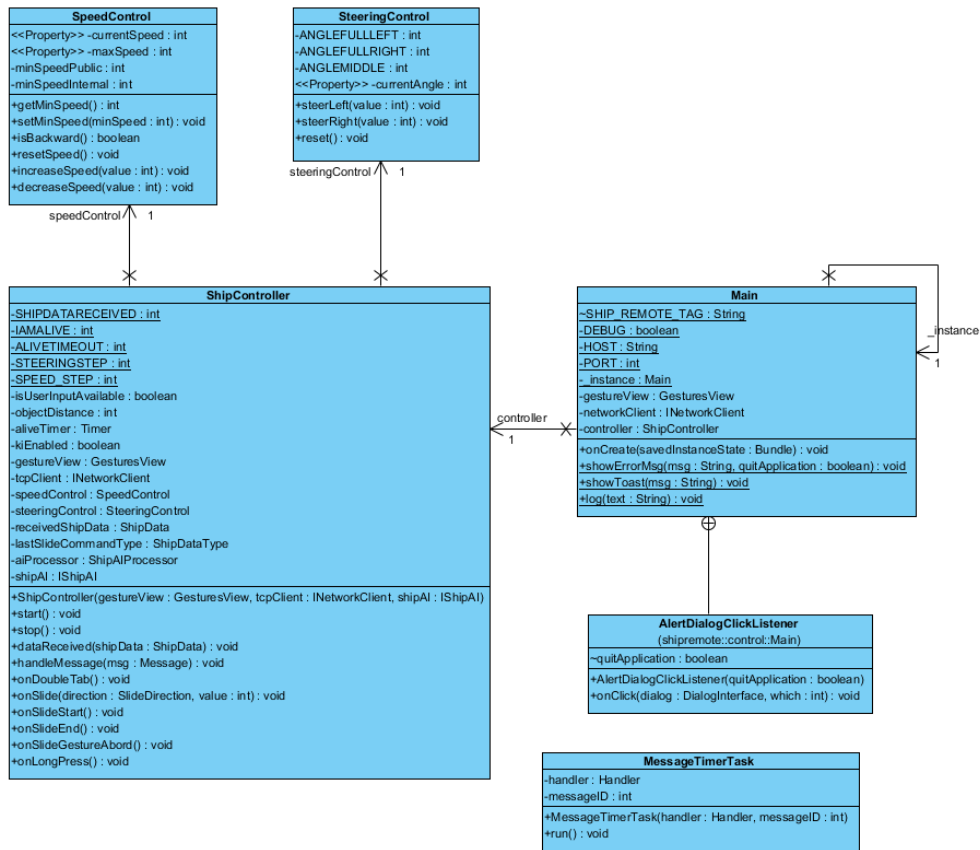 SpeedControl
<<Property>> -currentSpeed : int
<<Property>> -maxSpeed : int
-minSpeedPublic : int
-minSpeedInternal : int
+getMinSpeed() : int
+setMinSpeed(minSpeed : int) : void
+isBackward() : boolean
+resetSpeed() : void
+increaseSpeed(value : int) : void
+decreaseSpeed(value : int) : void
SteeringControl
-ANGLEFULLLEFT : int
-ANGLEFULLRIGHT : int
-ANGLEMIDDLE : int
<<Property>> -currentAngle : int
+steerLeft(value : int) : void
+steerRight(value : int) : void
+reset() : void
speedControl
1
steeringControl
1
ShipController
-SHIPDATARECEIVED : int
-IAMALIVE : int
-ALIVETIMEOUT : int
-STEERINGSTEP : int
-SPEED_STEP : int
-isUserInputAvailable : boolean
-objectDistance : int
-aliveTimer : Timer
-kiEnabled : boolean
-gestureView : GesturesView
-tcpClient : INetworkClient
-speedControl : SpeedControl
-steeringControl : SteeringControl
-receivedShipData : ShipData
-lastSlideCommandType : ShipDataType
-aiProcessor : ShipAIProcessor
-shipAI : IShipAI
+ShipController(gestureView : GesturesView, tcpClient : INetworkClient, shipAI : IShipAI)
+start() : void
+stop() : void
+dataReceived(shipData : ShipData) : void
+handleMessage(msg : Message) : void
+onDoubleTab() : void
+onSlide(direction : SlideDirection, value : int) : void
+onSlideStart() : void
+onSlideEnd() : void
+onSlideGestureAbord() : void
+onLongPress() : void
controller
1
Main
~SHIP_REMOTE_TAG : String
-DEBUG : boolean
-HOST : String
-PORT : int
-_instance : Main
-gestureView : GesturesView
-networkClient : INetworkClient
-controller : ShipController
+onCreate(savedInstanceState : Bundle) : void
+showErrorMsg(msg : String, quitApplication : boolean) : void
+showToast(msg : String) : void
+log(text : String) : void
_instance
1
AlertDialogClickListener
(shipremote::control::Main)
~quitApplication : boolean
+AlertDialogClickListener(quitApplication : boolean)
+onClick(dialog : DialogInterface, which : int) : void
MessageTimerTask
-handler : Handler
-messageID : int
+MessageTimerTask(handler : Handler, messageID : int)
+run() : void